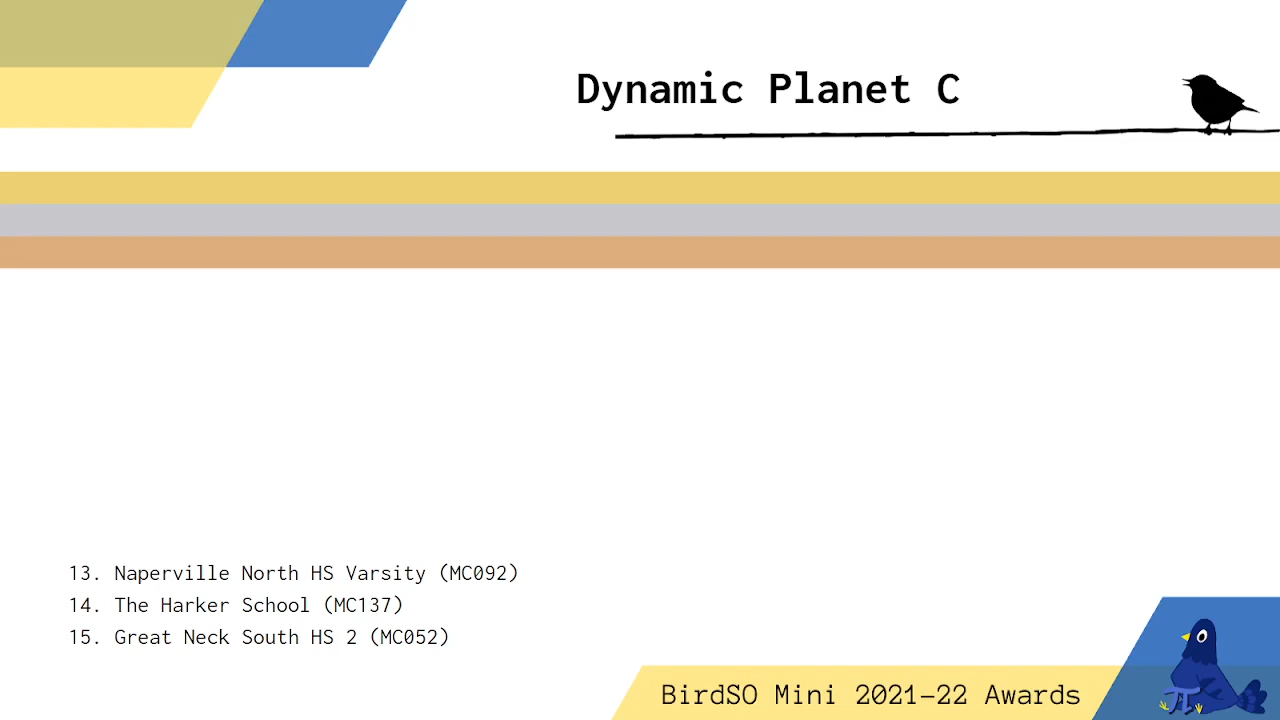 Dynamic Planet C
13. Naperville North HS Varsity (MC092)
14. The Harker School (MC137)
15. Great Neck South HS 2 (MC052)
BirdSO Mini 2021-22 Awards
π